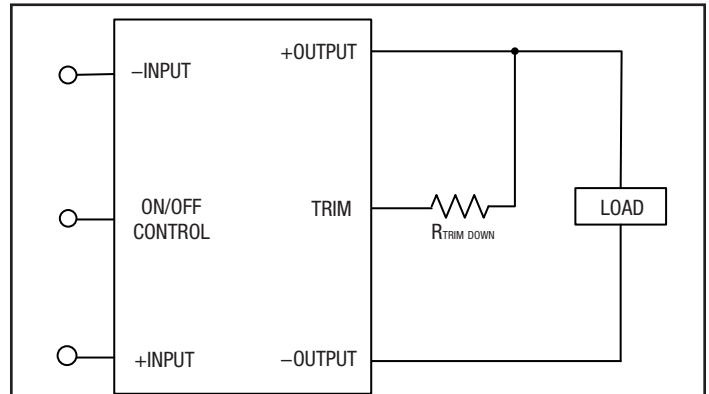 −INPUT
+OUTPUT
ON/OFF
CONTROL
TRIM
RTRIM DOWN
LOAD
+INPUT
−OUTPUT